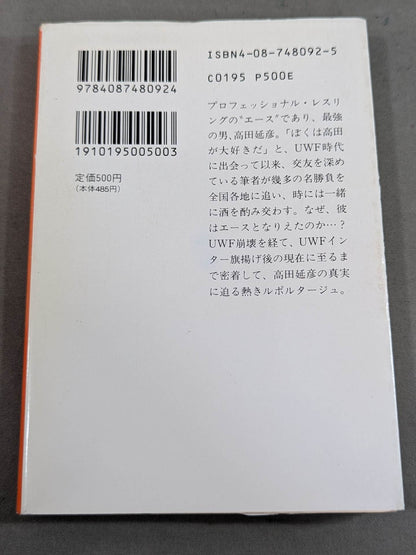 ISBN4-08-748092-5
C0195 P500E
9784087480924
1910195005003
定価500円
(本体485円)
プロフェッショナル・レスリ
ングの“エース”であり、最強
の男、高田延彦。「ぼくは高田
が大好きだ」と、UWF時代
に出会って以来、交友を深め
ている筆者が幾多の名勝負を
全国各地に追い、時には一緒
に酒を酌み交わす。なぜ、彼
はエースとなりえたのか…?
UWF崩壊を経て、UWFイン
ター旗揚げ後の現在に至るま
で密着して、高田延彦の真実
に迫る熱きルポルタージュ。